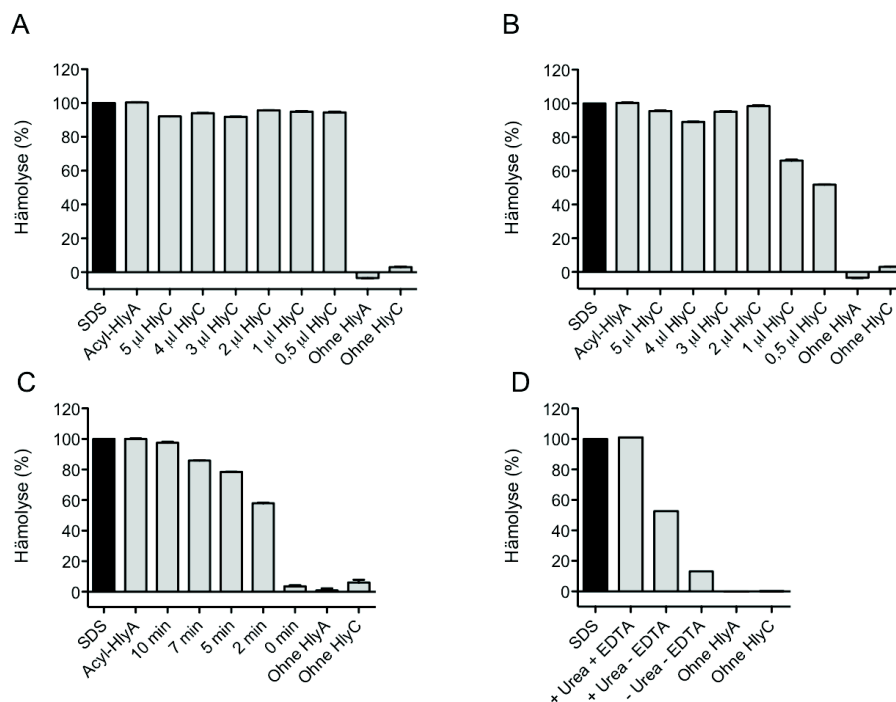 A
Hämolyse (%)
120
100
80
60
40
20
0
SDS
Acyl-HlyA
5 µl HlyC
4 µl HlyC
3 µl HlyC
2 µl HlyC
1 µl HlyC
0,5 µl HlyC
Ohne HlyA
Ohne HlyC
B
Hämolyse (%)
120
100
80
60
40
20
0
SDS
Acyl-HlyA
5 µl HlyC
4 µl HlyC
3 µl HlyC
2 µl HlyC
1 µl HlyC
0,5 µl HlyC
Ohne HlyA
Ohne HlyC
C
Hämolyse (%)
120
100
80
60
40
20
0
SDS
Acyl-HlyA
10 min
7 min
5 min
2 min
0 min
Ohne HlyA
Ohne HlyC
D
Hämolyse (%)
120
100
80
60
40
20
0
SDS
+ Urea + EDTA
+ Urea - EDTA
- Urea - EDTA
Ohne HlyA
Ohne HlyC